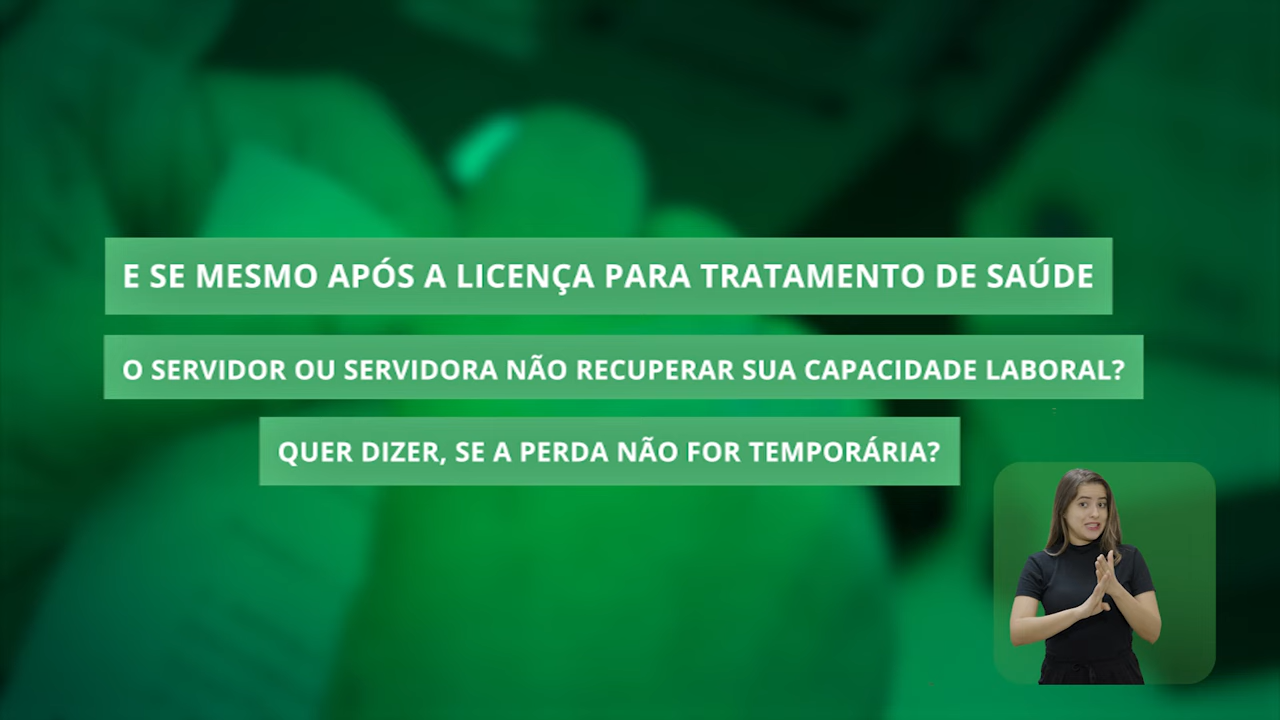 E SE MESMO APÓS A LICENÇA PARA TRATAMENTO DE SAÚDE
O SERVIDOR OU SERVIDORA NÃO RECUPERAR SUA CAPACIDADE LABORAL?
QUER DIZER, SE A PERDA NÃO FOR TEMPORÁRIA?